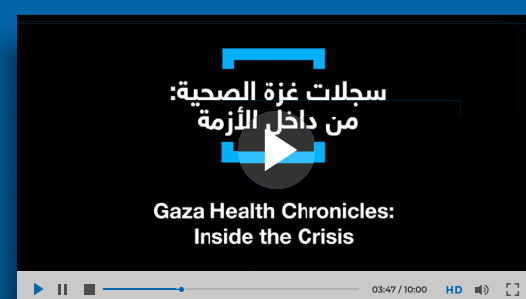 سجلات غزة الصحية:
من داخل الأزمة
Gaza Health Chronicles:
Inside the Crisis
03:47 / 10:00 HD